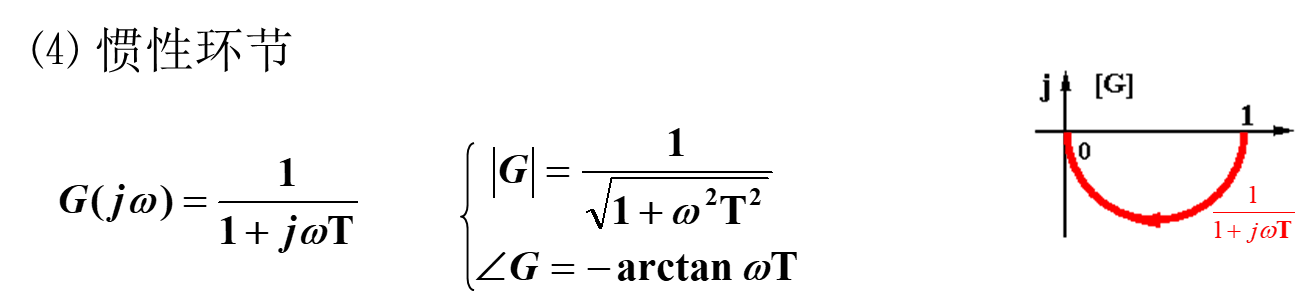 (4) 惯性环节
G(jω) = 1 / (1 + jωT)
|G| = 1 / √(1 + ω²T²)
∠G = −arctan ωT
j [G]
1
0
1 / (1 + jωT)